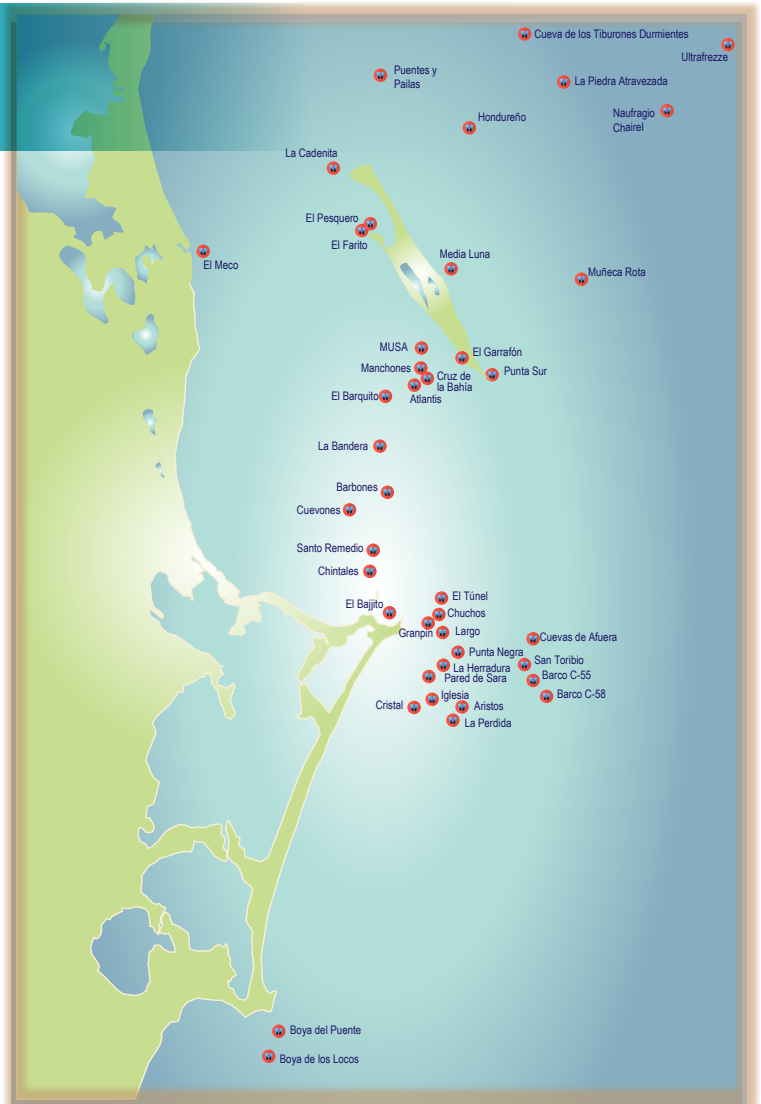 Cueva de los Tiburones Durmientes
Ultrafrezze
Puentes y
Pailas
La Piedra Atravezada
Naufragio
Chairel
Hondureño
La Cadenita
El Pesquero
El Farito
El Meco
Media Luna
Muñeca Rota
MUSA
El Garrafón
Manchones
Cruz de
la Bahía
Punta Sur
Atlantis
El Barquito
La Bandera
Barbones
Cuevones
Santo Remedio
Chintales
El Bajjito
El Túnel
Chuchos
Granpin
Largo
Cuevas de Afuera
Punta Negra
La Herradura
San Toribio
Pared de Sara
Barco C-55
Barco C-58
Iglesia
Cristal
Aristos
La Perdida
Boya del Puente
Boya de los Locos